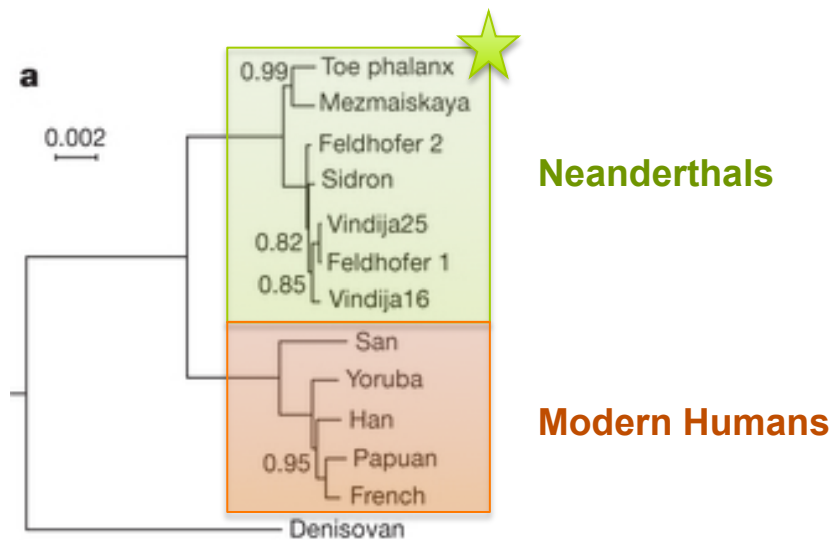 a
0.002
0.99
Toe phalanx
Mezmaiskaya
Feldhofer 2
Sidron
Vindija25
0.82
Feldhofer 1
0.85
Vindija16
Neanderthals
San
Yoruba
Han
0.95
Papuan
French
Modern Humans
Denisovan